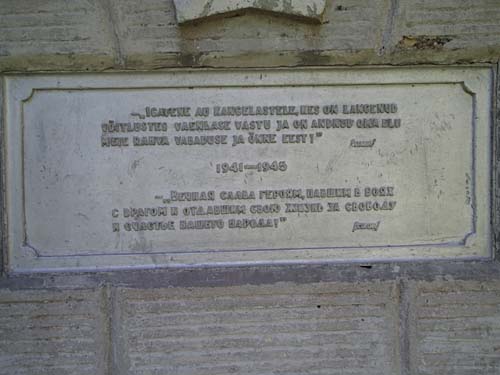 —„Igavene au kangelastele, kes on langenud
võitlustes vaenlase vastu ja on andnud oma elu
meie rahva vabaduse ja õnne eest!"
1941—1945
—„Вечная слава героям, павшим в боях
с врагом и отдавшим свою жизнь за свободу
и счастье нашего народа!"